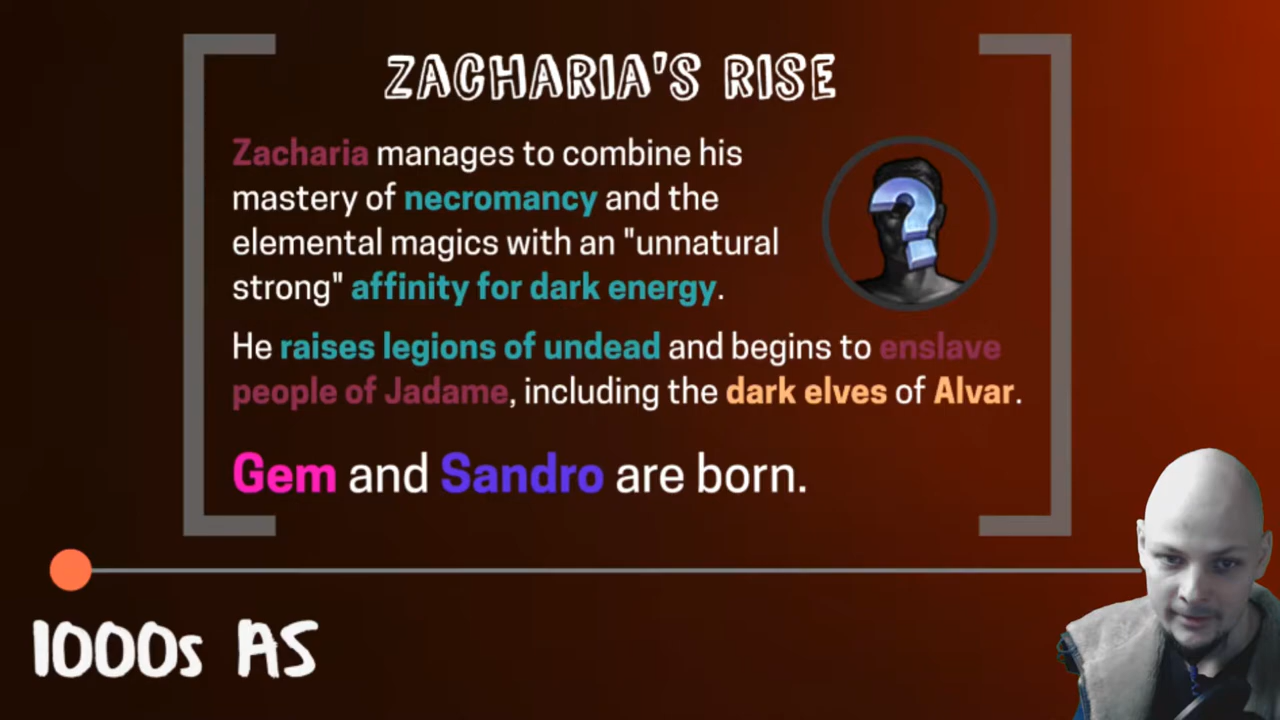 ZACHARIA'S RISE
Zacharia manages to combine his
mastery of necromancy and the
elemental magics with an "unnatural
strong" affinity for dark energy.
He raises legions of undead and begins to enslave
people of Jadame, including the dark elves of Alvar.
Gem and Sandro are born.
1000s AS